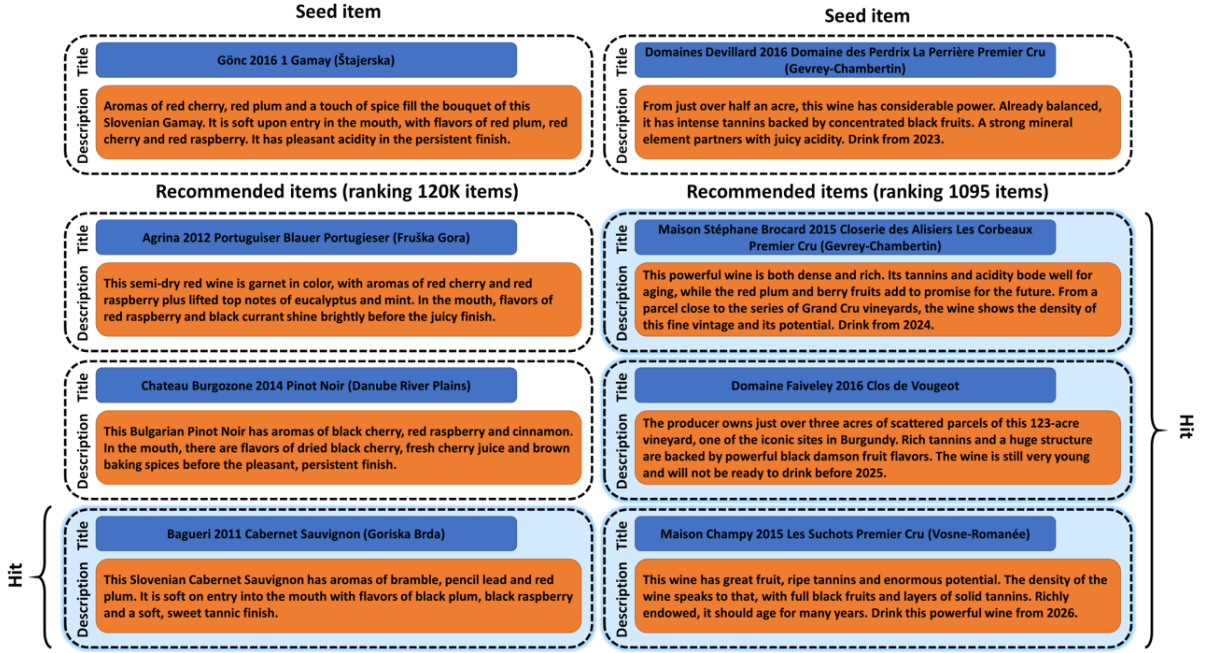 Seed item
Title
Gönc 2016 1 Gamay (Štajerska)
Description
Aromas of red cherry, red plum and a touch of spice fill the bouquet of this
Slovenian Gamay. It is soft upon entry in the mouth, with flavors of red plum, red
cherry and red raspberry. It has pleasant acidity in the persistent finish.
Recommended items (ranking 120K items)
Title
Agrina 2012 Portuguiser Blauer Portugieser (Fruška Gora)
Description
This semi-dry red wine is garnet in color, with aromas of red cherry and red
raspberry plus lifted top notes of eucalyptus and mint. In the mouth, flavors of
red raspberry and black currant shine brightly before the juicy finish.
Title
Chateau Burgozone 2014 Pinot Noir (Danube River Plains)
Description
This Bulgarian Pinot Noir has aromas of black cherry, red raspberry and cinnamon.
In the mouth, there are flavors of dried black cherry, fresh cherry juice and brown
baking spices before the pleasant, persistent finish.
Hit
Title
Bagueri 2011 Cabernet Sauvignon (Goriska Brda)
Description
This Slovenian Cabernet Sauvignon has aromas of bramble, pencil lead and red
plum. It is soft on entry into the mouth with flavors of black plum, black raspberry
and a soft, sweet tannic finish.
Seed item
Title
Domaines Devillard 2016 Domaine des Perdrix La Perrière Premier Cru
(Gevrey-Chambertin)
Description
From just over half an acre, this wine has considerable power. Already balanced,
it has intense tannins backed by concentrated black fruits. A strong mineral
element partners with juicy acidity. Drink from 2023.
Recommended items (ranking 1095 items)
Title
Maison Stéphane Brocard 2015 Closerie des Alisiers Les Corbeaux
Premier Cru (Gevrey-Chambertin)
Description
This powerful wine is both dense and rich. Its tannins and acidity bode well for
aging, while the red plum and berry fruits add to promise for the future. From a
parcel close to the series of Grand Cru vineyards, the wine shows the density of
this fine vintage and its potential. Drink from 2024.
Title
Domaine Faiveley 2016 Clos de Vougeot
Description
The producer owns just over three acres of scattered parcels of this 123-acre
vineyard, one of the iconic sites in Burgundy. Rich tannins and a huge structure
are backed by powerful black damson fruit flavors. The wine is still very young
and will not be ready to drink before 2025.
Title
Maison Champy 2015 Les Suchots Premier Cru (Vosne-Romanée)
Description
This wine has great fruit, ripe tannins and enormous potential. The density of the
wine speaks to that, with full black fruits and layers of solid tannins. Richly
endowed, it should age for many years. Drink this powerful wine from 2026.
Hit